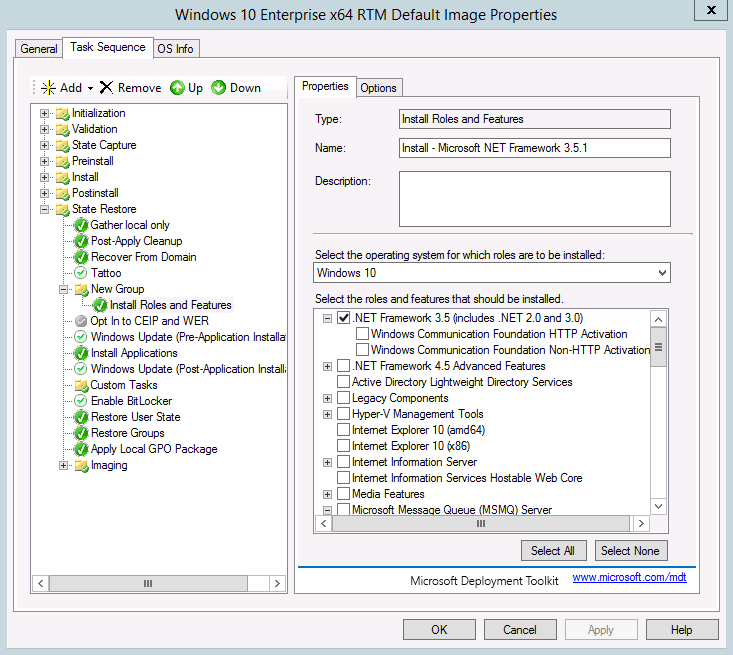 Windows 10 Enterprise x64 RTM Default Image Properties
x
General
Task Sequence
OS Info
Add
Remove
Up
Down
Initialization
Validation
State Capture
Preinstall
Install
Postinstall
State Restore
Gather local only
Post-Apply Cleanup
Recover From Domain
Tattoo
New Group
Install Roles and Features
Opt In to CEIP and WER
Windows Update (Pre-Application Installa
Install Applications
Windows Update (Post-Application Install
Custom Tasks
Enable BitLocker
Restore User State
Restore Groups
Apply Local GPO Package
Imaging
Properties
Options
Type:
Install Roles and Features
Name:
Install - Microsoft NET Framework 3.5.1
Description:
Select the operating system for which roles are to be installed:
Windows 10
Select the roles and features that should be installed.
.NET Framework 3.5 (includes .NET 2.0 and 3.0)
Windows Communication Foundation HTTP Activation
Windows Communication Foundation Non-HTTP Activation
.NET Framework 4.5 Advanced Features
Active Directory Lightweight Directory Services
Legacy Components
Hyper-V Management Tools
Internet Explorer 10 (amd64)
Internet Explorer 10 (x86)
Internet Information Server
Internet Information Services Hostable Web Core
Media Features
Microsoft Message Queue (MSMQ) Server
Select All
Select None
Microsoft Deployment Toolkit
www.microsoft.com/mdt
OK
Cancel
Apply
Help